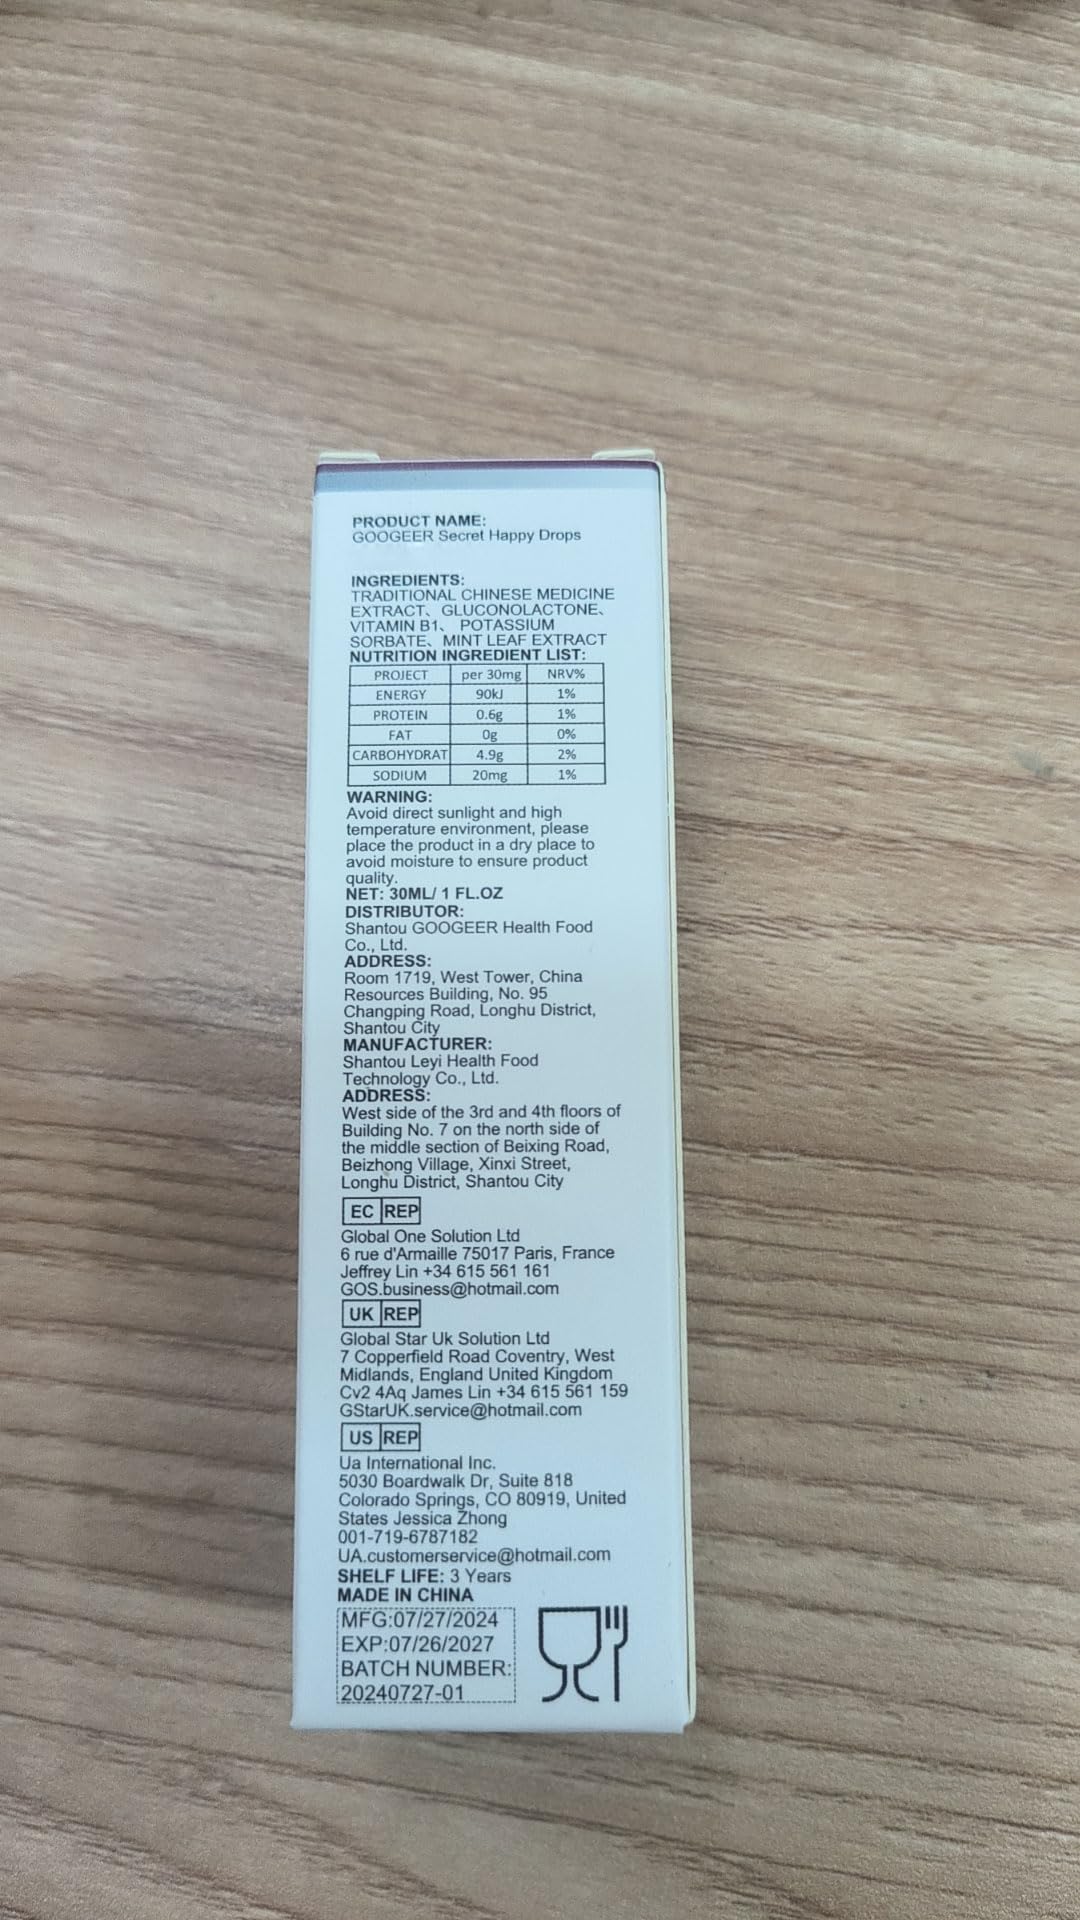 PRODUCT NAME:
GOOGEER Secret Happy Drops
INGREDIENTS:
TRADITIONAL CHINESE MEDICINE
EXTRACT、GLUCONOLACTONE、
VITAMIN B1、 POTASSIUM
SORBATE、MINT LEAF EXTRACT
NUTRITION INGREDIENT LIST:
PROJECT per 30mg NRV%
ENERGY 90kJ 1%
PROTEIN 0.6g 1%
FAT 0g 0%
CARBOHYDRAT 4.9g 2%
SODIUM 20mg 1%
WARNING:
Avoid direct sunlight and high
temperature environment, please
place the product in a dry place to
avoid moisture to ensure product
quality.
NET: 30ML/ 1 FL.OZ
DISTRIBUTOR:
Shantou GOOGEER Health Food
Co., Ltd.
ADDRESS:
Room 1719, West Tower, China
Resources Building, No. 95
Changping Road, Longhu District,
Shantou City
MANUFACTURER:
Shantou Leyi Health Food
Technology Co., Ltd.
ADDRESS:
West side of the 3rd and 4th floors of
Building No. 7 on the north side of
the middle section of Beixing Road,
Beizhong Village, Xinxi Street,
Longhu District, Shantou City
EC REP
Global One Solution Ltd
6 rue d'Armaille 75017 Paris, France
Jeffrey Lin +34 615 561 161
GOS.business@hotmail.com
UK REP
Global Star Uk Solution Ltd
7 Copperfield Road Coventry, West
Midlands, England United Kingdom
Cv2 4Aq James Lin +34 615 561 159
GStarUK.service@hotmail.com
US REP
Ua International Inc.
5030 Boardwalk Dr, Suite 818
Colorado Springs, CO 80919, United
States Jessica Zhong
001-719-6787182
UA.customerservice@hotmail.com
SHELF LIFE: 3 Years
MADE IN CHINA
MFG:07/27/2024
EXP:07/26/2027
BATCH NUMBER:
20240727-01